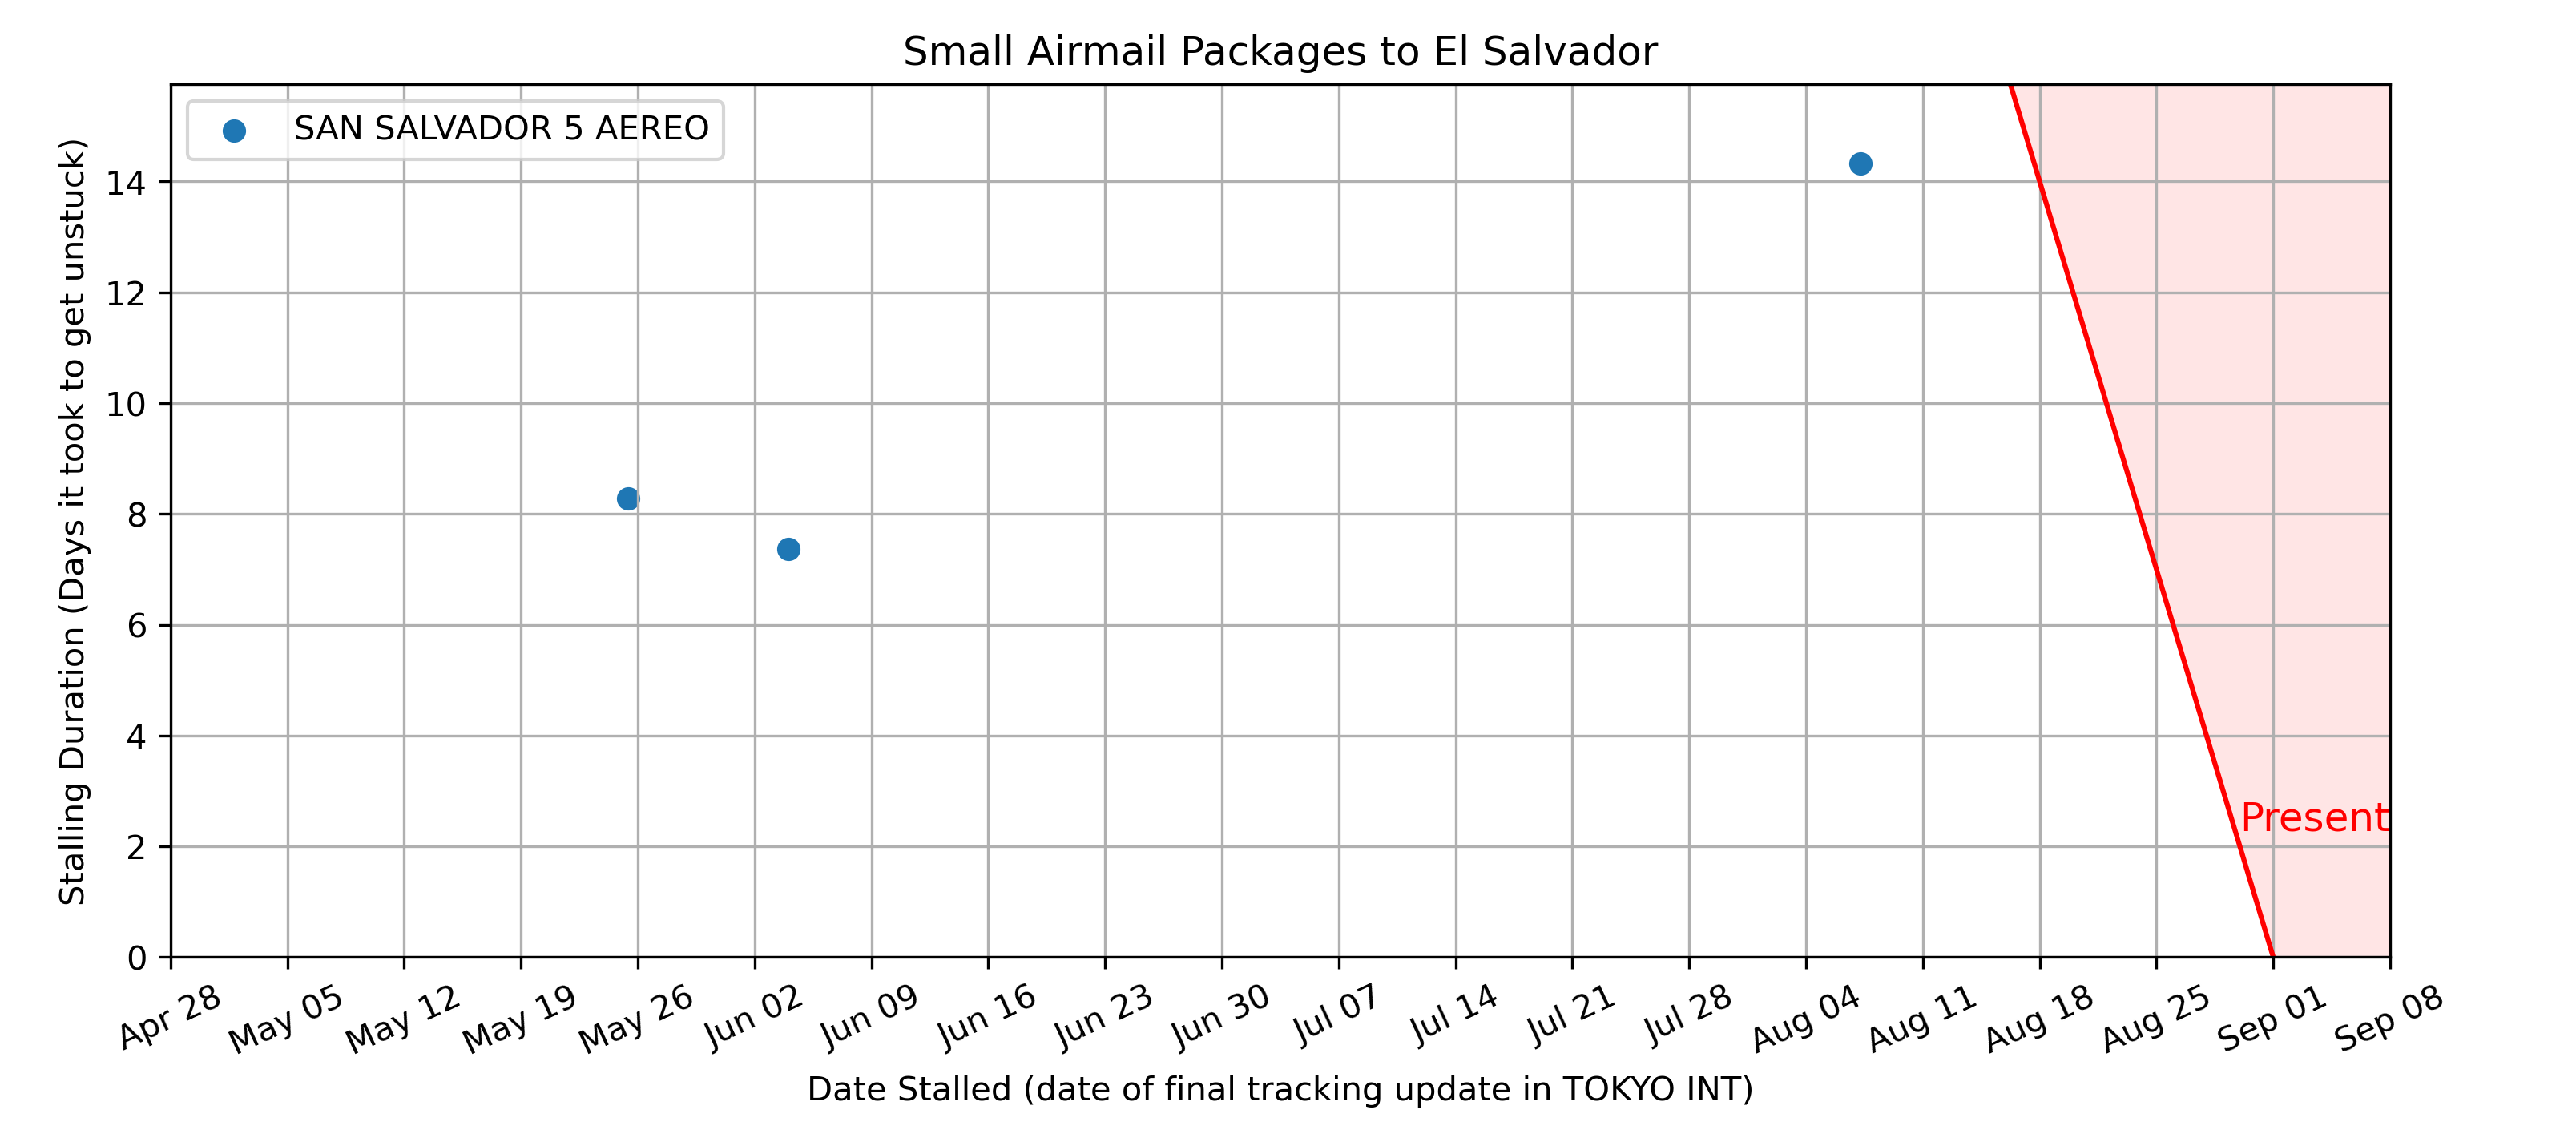 Small Airmail Packages to El Salvador
SAN SALVADOR 5 AEREO
Stalling Duration (Days it took to get unstuck)
14
12
10
8
6
4
2
0
Present
Apr 28
May 05
May 12
May 19
May 26
Jun 02
Jun 09
Jun 16
Jun 23
Jun 30
Jul 07
Jul 14
Jul 21
Jul 28
Aug 04
Aug 11
Aug 18
Aug 25
Sep 01
Sep 08
Date Stalled (date of final tracking update in TOKYO INT)